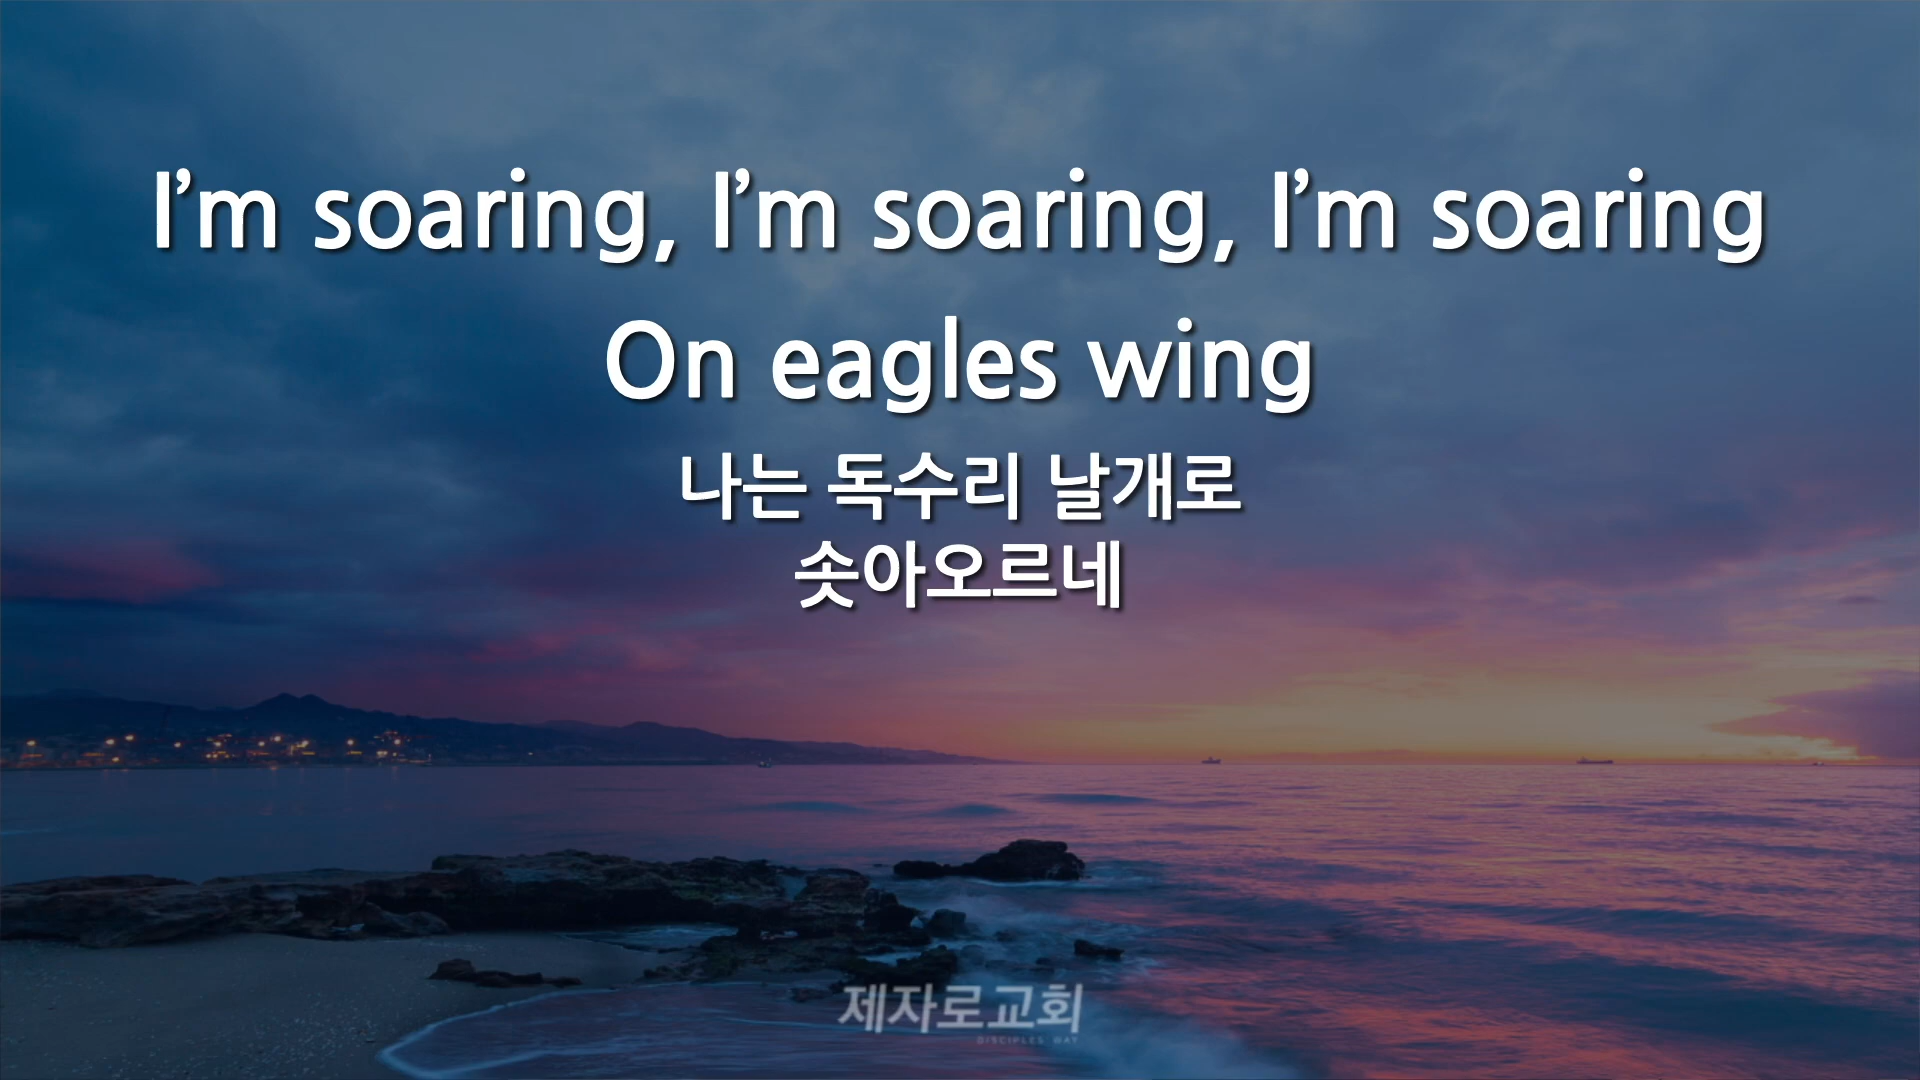 I’m soaring, I’m soaring, I’m soaring
On eagles wing
나는 독수리 날개로
솟아오르네
제자로교회
DISCIPLES WAY